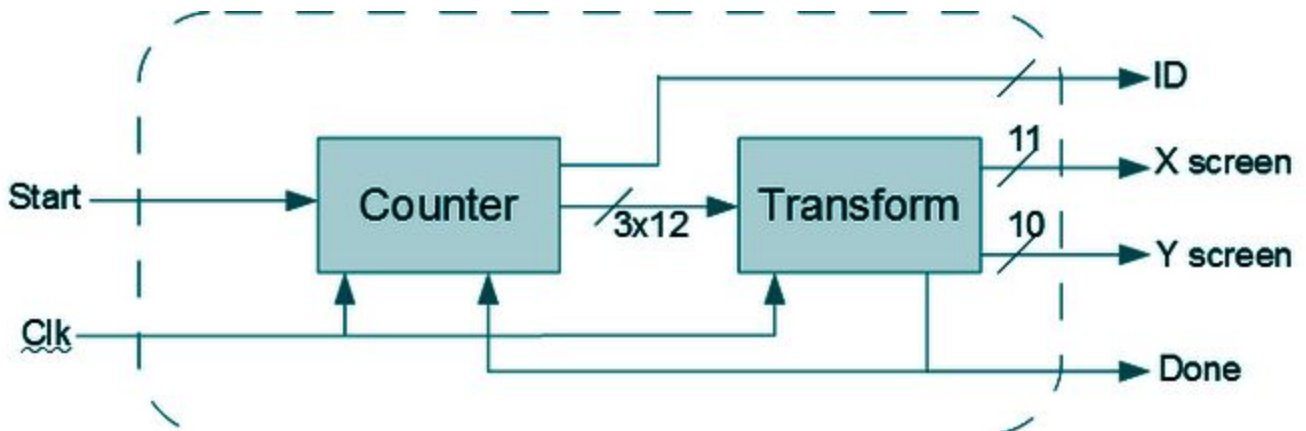 ID
11
X screen
Start
Counter
Transform
3x12
10
Y screen
Clk
Done